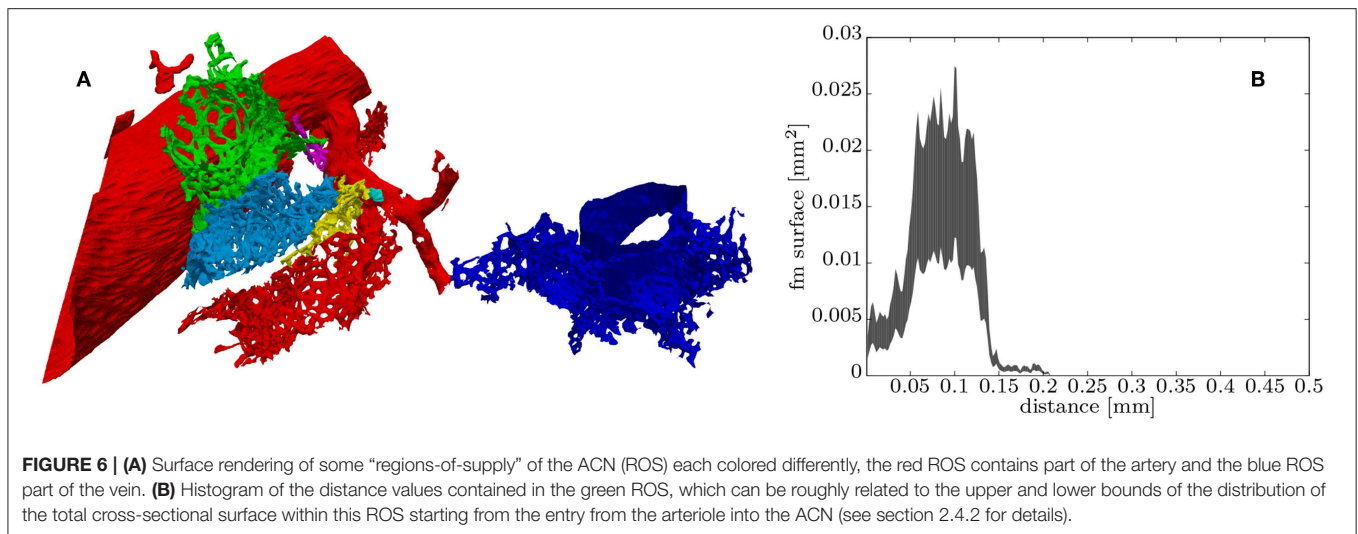 A
B
0.03
0.025
0.02
0.015
0.01
0.005
0
fm surface [mm²]
0.05 0.1 0.15 0.2 0.25 0.3 0.35 0.4 0.45 0.5
distance [mm]
FIGURE 6 | (A) Surface rendering of some “regions-of-supply” of the ACN (ROS) each colored differently, the red ROS contains part of the artery and the blue ROS
part of the vein. (B) Histogram of the distance values contained in the green ROS, which can be roughly related to the upper and lower bounds of the distribution of
the total cross-sectional surface within this ROS starting from the entry from the arteriole into the ACN (see section 2.4.2 for details).